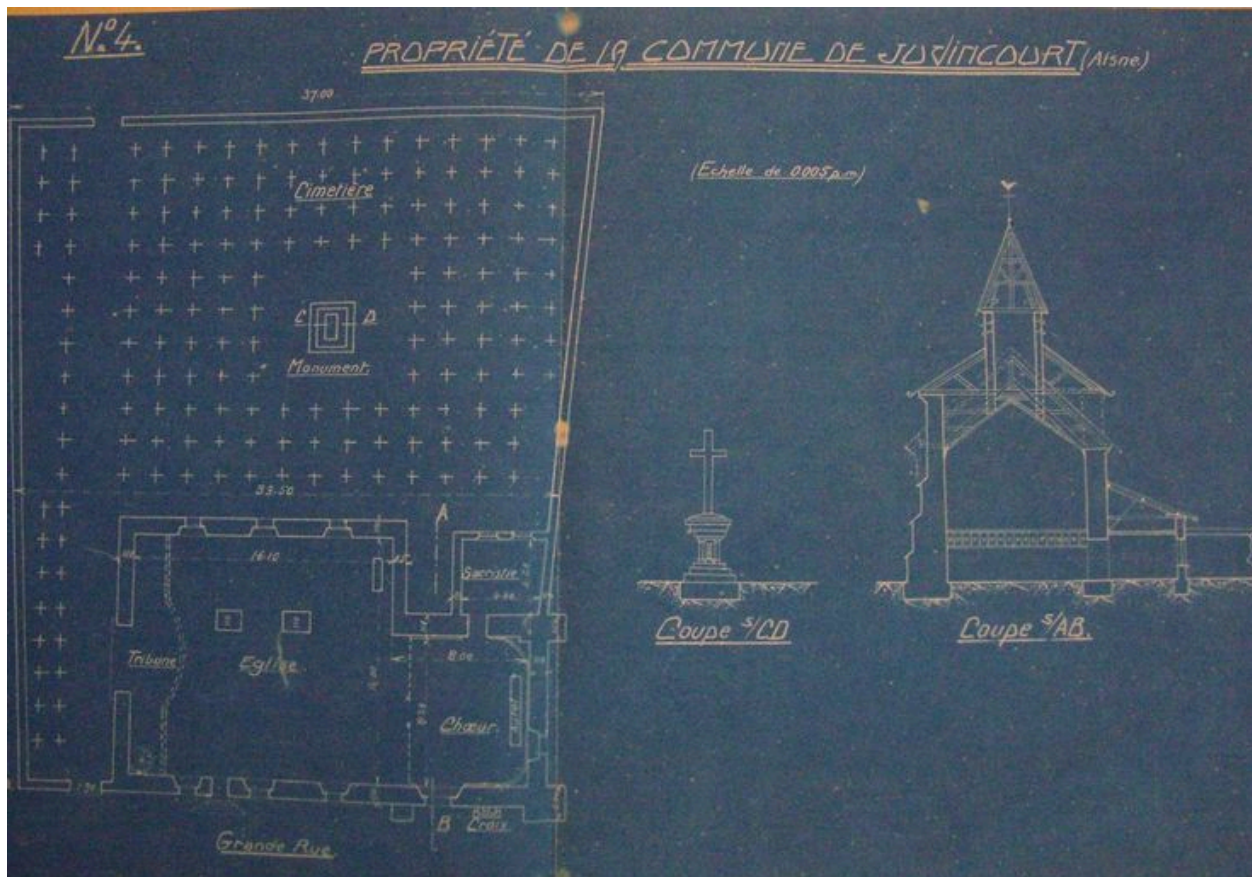 N.º 4.
PROPRIÉTÉ DE LA COMMUNE DE JUVINCOURT (Aisne)
37.00
(Echelle de 0.005 p.m)
Cimetière
C D
Monument.
33.50
A
16.10
Sacristie
Coupe s/CD
Coupe s/AB.
Tribune
Eglise
8.00
Chœur.
B
Croix.
Grande Rue